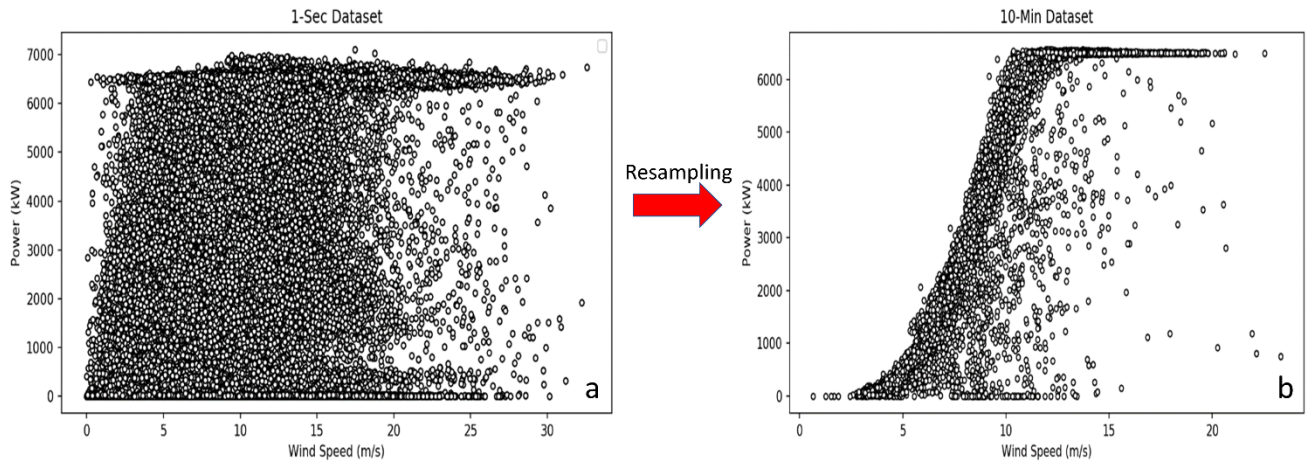 1-Sec Dataset
7000
6000
5000
4000
3000
2000
1000
0
Power (kW)
0 5 10 15 20 25 30
Wind Speed (m/s)
a
Resampling
10-Min Dataset
6000
5000
4000
3000
2000
1000
0
Power (kW)
0 5 10 15 20
Wind Speed (m/s)
b